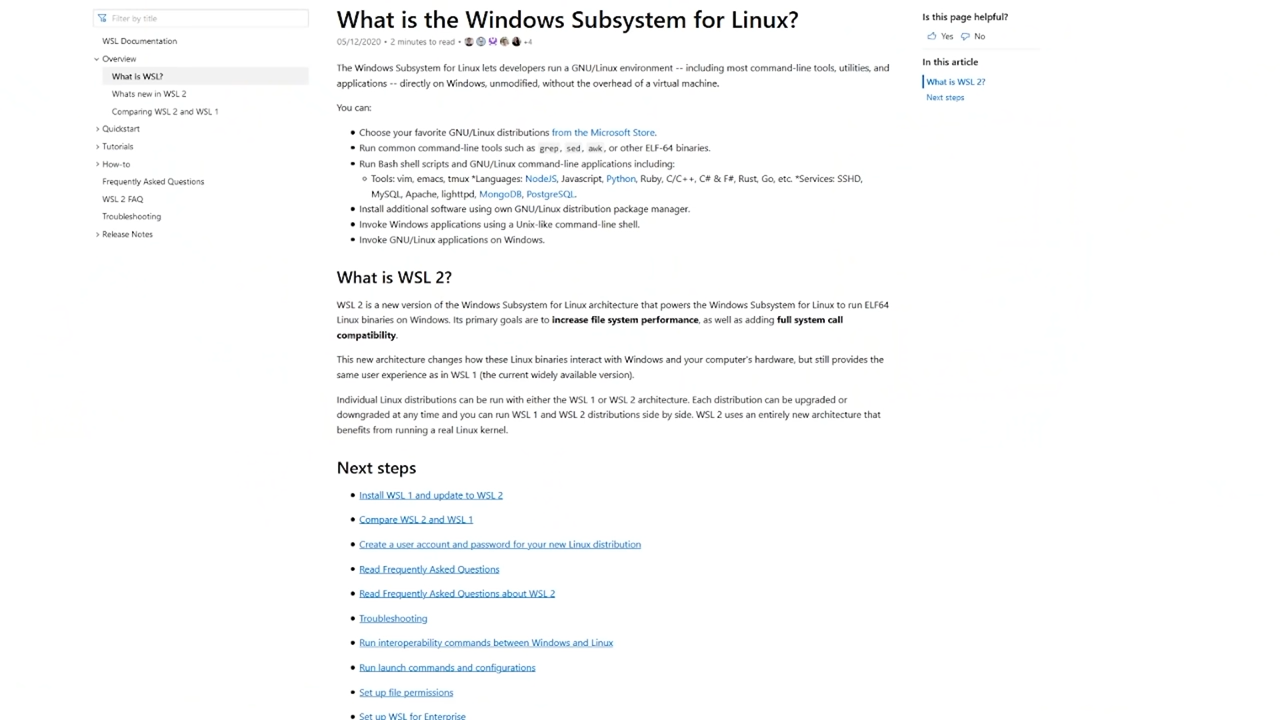 Filter by title
WSL Documentation
Overview
What is WSL?
Whats new in WSL 2
Comparing WSL 2 and WSL 1
Quickstart
Tutorials
How-to
Frequently Asked Questions
WSL 2 FAQ
Troubleshooting
Release Notes
What is the Windows Subsystem for Linux?
05/12/2020 • 2 minutes to read • +4
The Windows Subsystem for Linux lets developers run a GNU/Linux environment -- including most command-line tools, utilities, and
applications -- directly on Windows, unmodified, without the overhead of a virtual machine.
You can:
• Choose your favorite GNU/Linux distributions from the Microsoft Store.
• Run common command-line tools such as grep, sed, awk, or other ELF-64 binaries.
• Run Bash shell scripts and GNU/Linux command-line applications including:
Tools: vim, emacs, tmux *Languages: NodeJS, Javascript, Python, Ruby, C/C++, C# & F#, Rust, Go, etc. *Services: SSHD,
MySQL, Apache, lighttpd, MongoDB, PostgreSQL.
• Install additional software using own GNU/Linux distribution package manager.
• Invoke Windows applications using a Unix-like command-line shell.
• Invoke GNU/Linux applications on Windows.
What is WSL 2?
WSL 2 is a new version of the Windows Subsystem for Linux architecture that powers the Windows Subsystem for Linux to run ELF64
Linux binaries on Windows. Its primary goals are to increase file system performance, as well as adding full system call
compatibility.
This new architecture changes how these Linux binaries interact with Windows and your computer's hardware, but still provides the
same user experience as in WSL 1 (the current widely available version).
Individual Linux distributions can be run with either the WSL 1 or WSL 2 architecture. Each distribution can be upgraded or
downgraded at any time and you can run WSL 1 and WSL 2 distributions side by side. WSL 2 uses an entirely new architecture that
benefits from running a real Linux kernel.
Next steps
• Install WSL 1 and update to WSL 2
• Compare WSL 2 and WSL 1
• Create a user account and password for your new Linux distribution
• Read Frequently Asked Questions
• Read Frequently Asked Questions about WSL 2
• Troubleshooting
• Run interoperability commands between Windows and Linux
• Run launch commands and configurations
• Set up file permissions
• Set up WSL for Enterprise
Is this page helpful?
Yes No
In this article
What is WSL 2?
Next steps